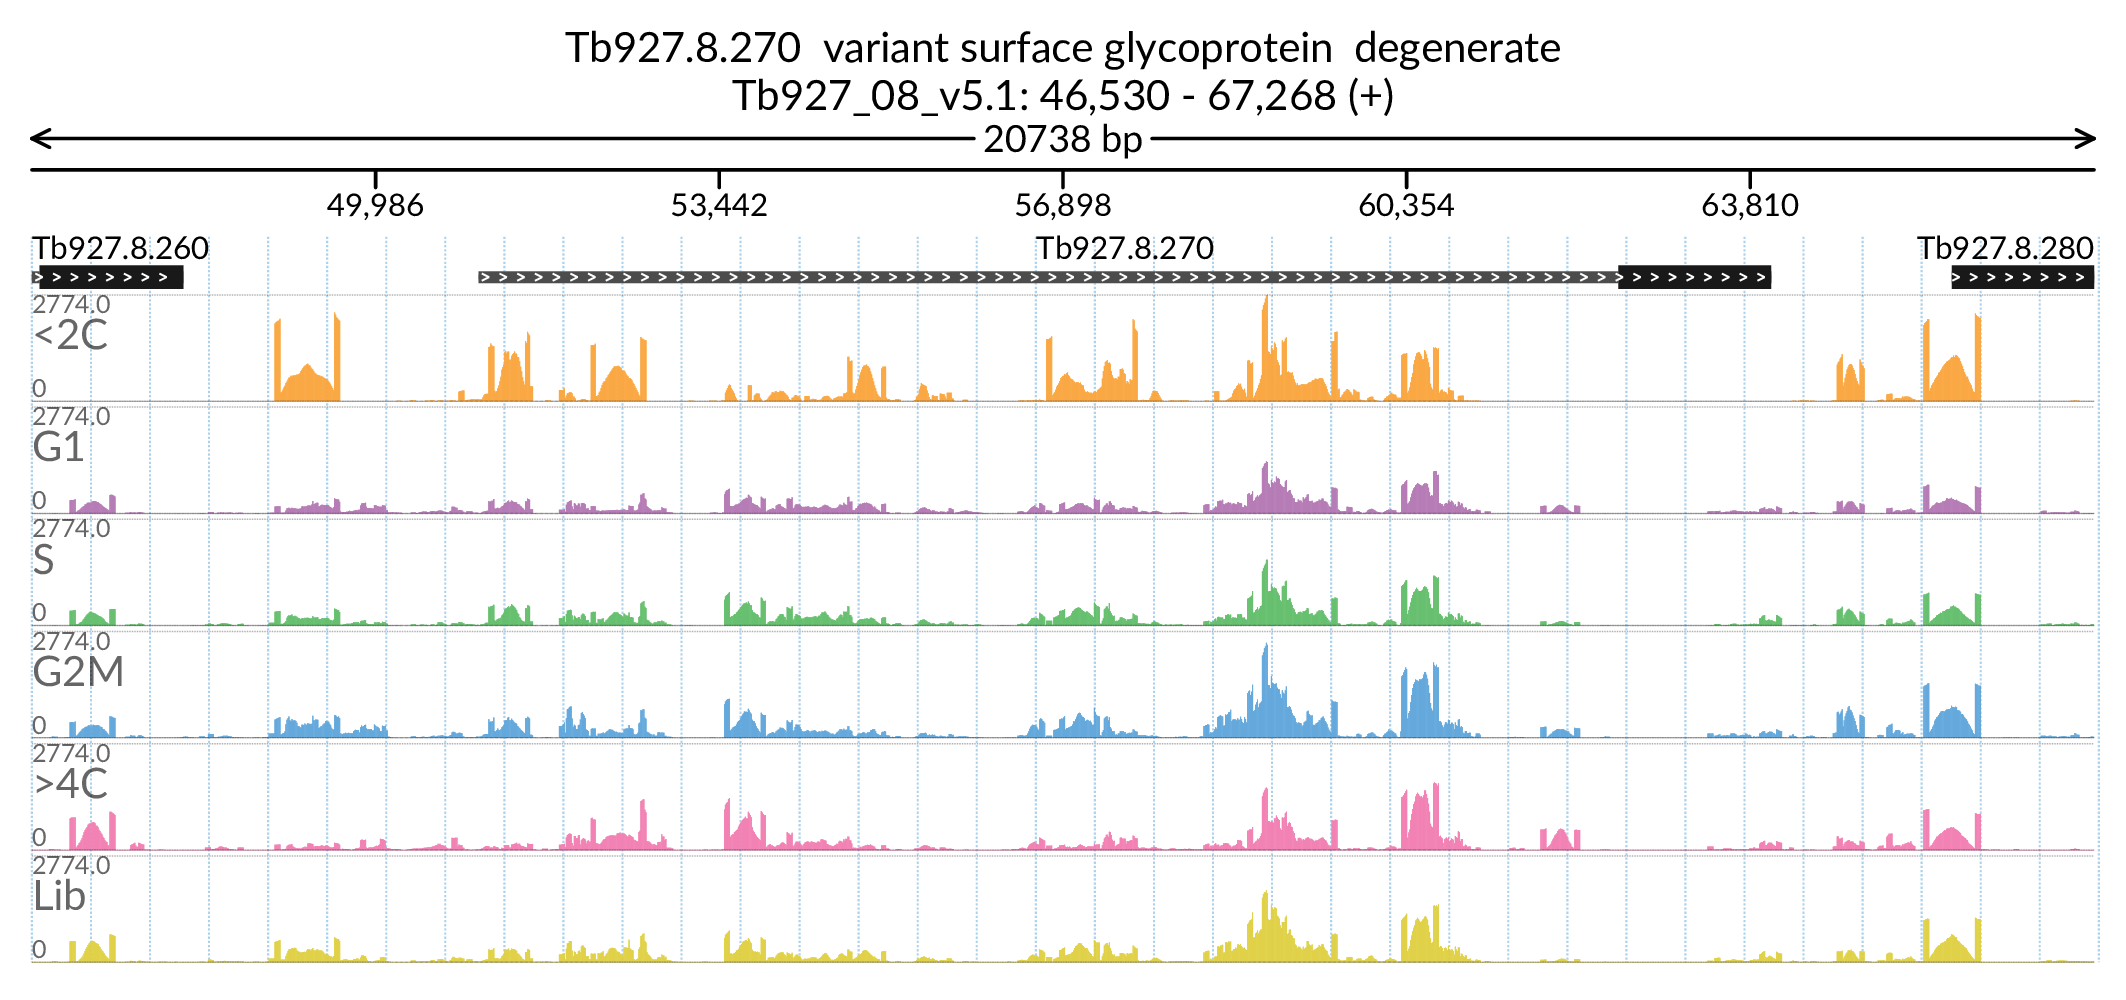 Tb927.8.270 variant surface glycoprotein degenerate
Tb927_08_v5.1: 46,530 - 67,268 (+)
20738 bp
49,986 53,442 56,898 60,354 63,810
Tb927.8.260 Tb927.8.270 Tb927.8.280
2774.0
<2C
0
2774.0
G1
0
2774.0
S
0
2774.0
G2M
0
2774.0
>4C
0
2774.0
Lib
0